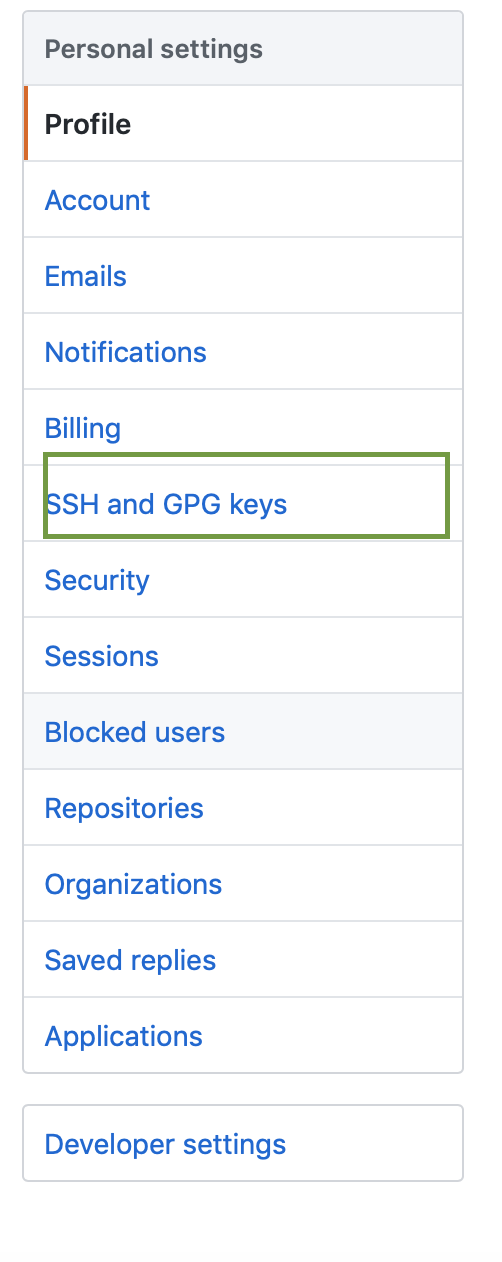 Personal settings
Profile
Account
Emails
Notifications
Billing
SSH and GPG keys
Security
Sessions
Blocked users
Repositories
Organizations
Saved replies
Applications
Developer settings